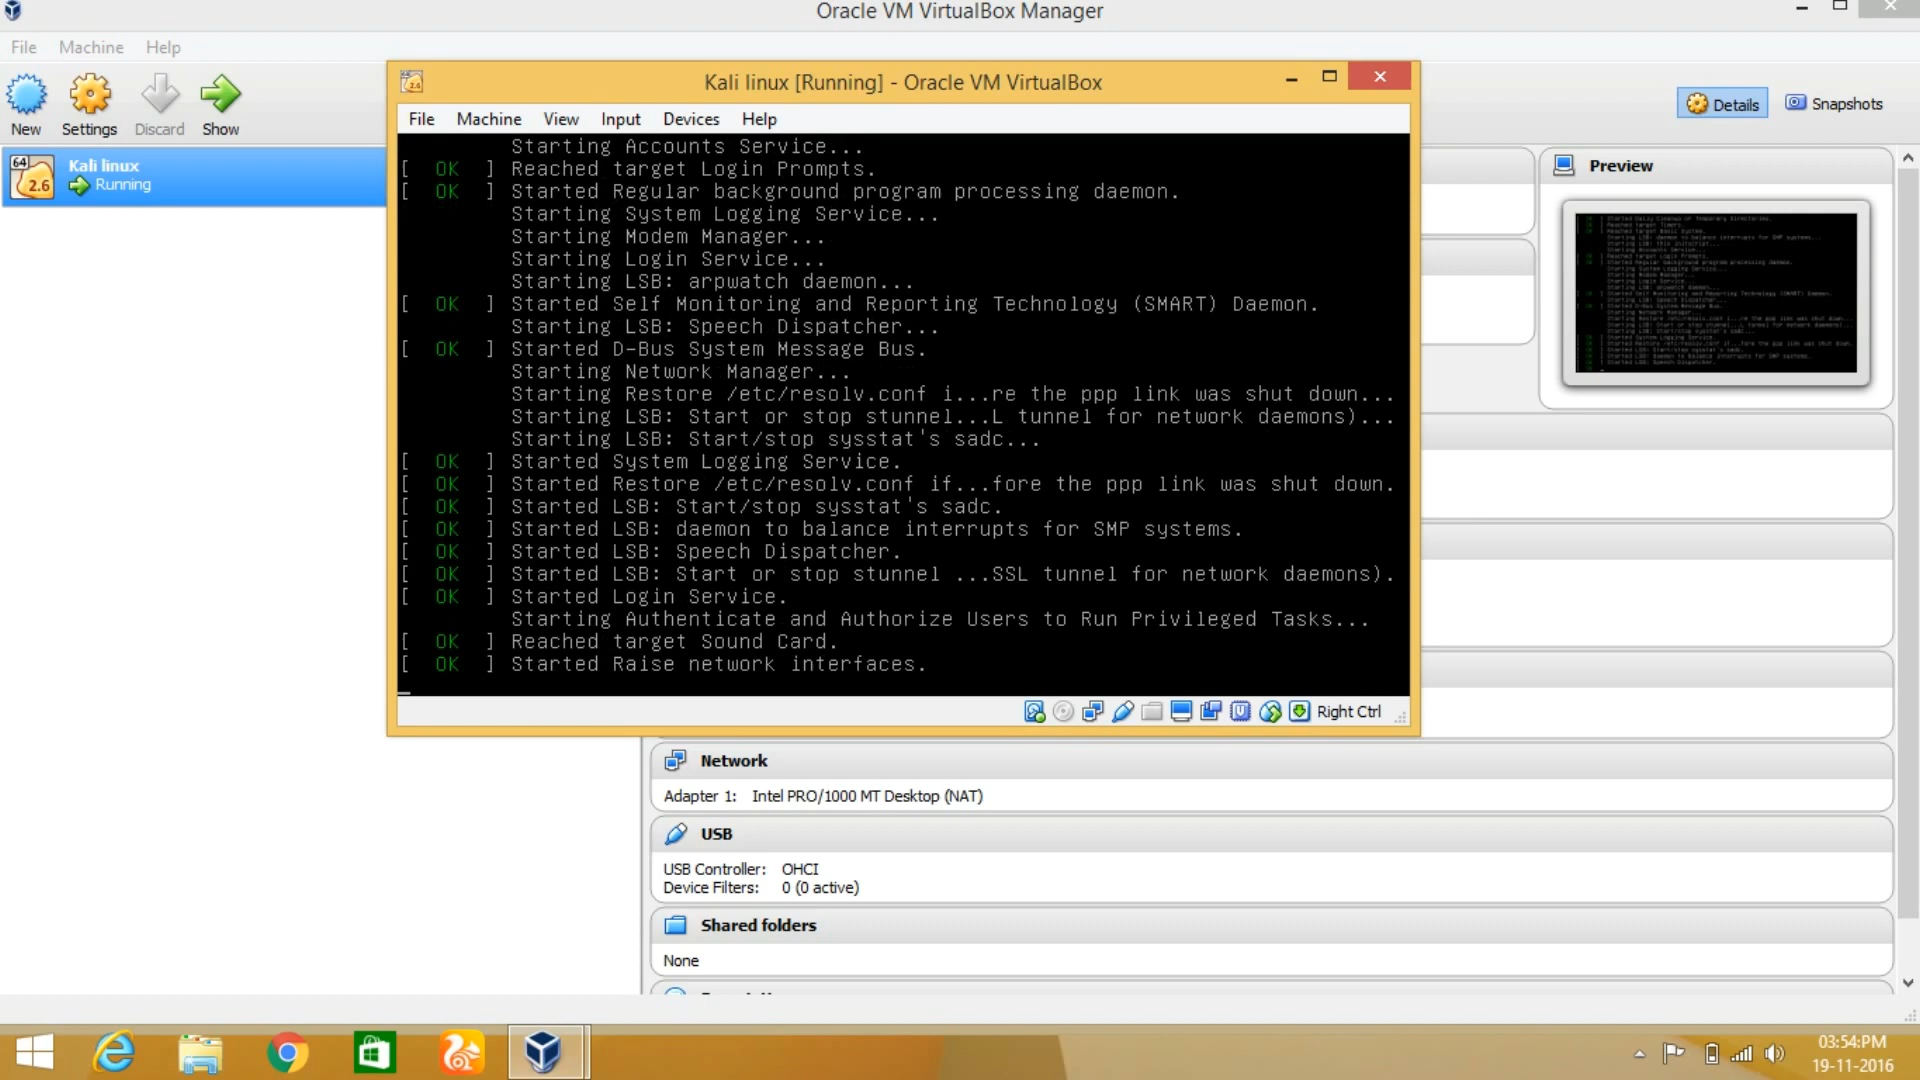 Oracle VM VirtualBox Manager
File Machine Help
New Settings Discard Show
Details Snapshots
64
2.6
Kali linux
Running
Kali linux [Running] - Oracle VM VirtualBox
File Machine View Input Devices Help
Starting Accounts Service...
[ OK ] Reached target Login Prompts.
[ OK ] Started Regular background program processing daemon.
Starting System Logging Service...
Starting Modem Manager...
Starting Login Service...
Starting LSB: arpwatch daemon...
[ OK ] Started Self Monitoring and Reporting Technology (SMART) Daemon.
Starting LSB: Speech Dispatcher...
[ OK ] Started D-Bus System Message Bus.
Starting Network Manager...
Starting Restore /etc/resolv.conf i...re the ppp link was shut down...
Starting LSB: Start or stop stunnel...L tunnel for network daemons)...
Starting LSB: Start/stop sysstat's sadc...
[ OK ] Started System Logging Service.
[ OK ] Started Restore /etc/resolv.conf if...fore the ppp link was shut down.
[ OK ] Started LSB: Start/stop sysstat's sadc.
[ OK ] Started LSB: daemon to balance interrupts for SMP systems.
[ OK ] Started LSB: Speech Dispatcher.
[ OK ] Started LSB: Start or stop stunnel ...SSL tunnel for network daemons).
[ OK ] Started Login Service.
Starting Authenticate and Authorize Users to Run Privileged Tasks...
[ OK ] Reached target Sound Card.
[ OK ] Started Raise network interfaces.
Right Ctrl
Preview
Network
Adapter 1: Intel PRO/1000 MT Desktop (NAT)
USB
USB Controller: OHCI
Device Filters: 0 (0 active)
Shared folders
None
03:54:PM
19-11-2016